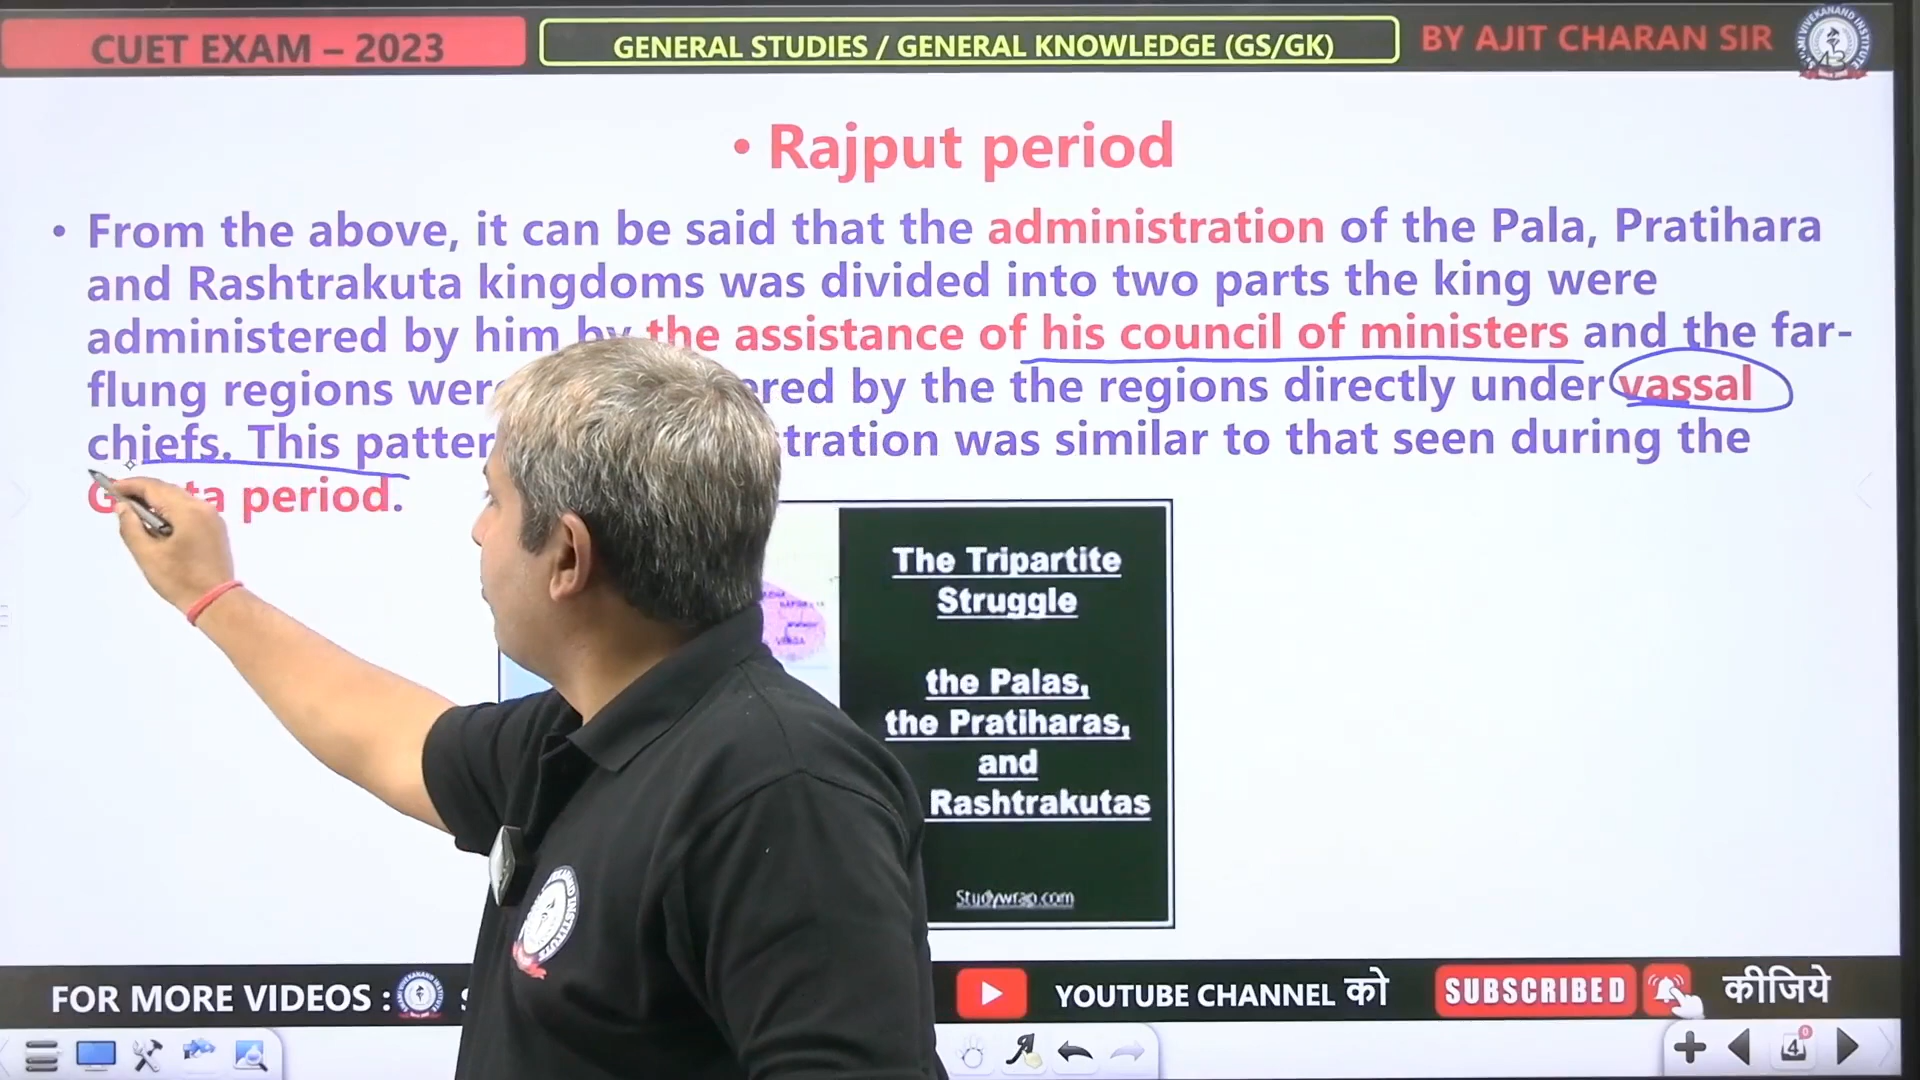 CUET EXAM – 2023
GENERAL STUDIES / GENERAL KNOWLEDGE (GS/GK)
BY AJIT CHARAN SIR
• Rajput period
• From the above, it can be said that the administration of the Pala, Pratihara
and Rashtrakuta kingdoms was divided into two parts the king were
administered by him by the assistance of his council of ministers and the far-
flung regions were ered by the the regions directly under vassal
chiefs. This patter stration was similar to that seen during the
period.
The Tripartite
Struggle
the Palas,
the Pratiharas,
and
Rashtrakutas
Studywrap.com
FOR MORE VIDEOS :
YOUTUBE CHANNEL को
SUBSCRIBED
कीजिये
4
0